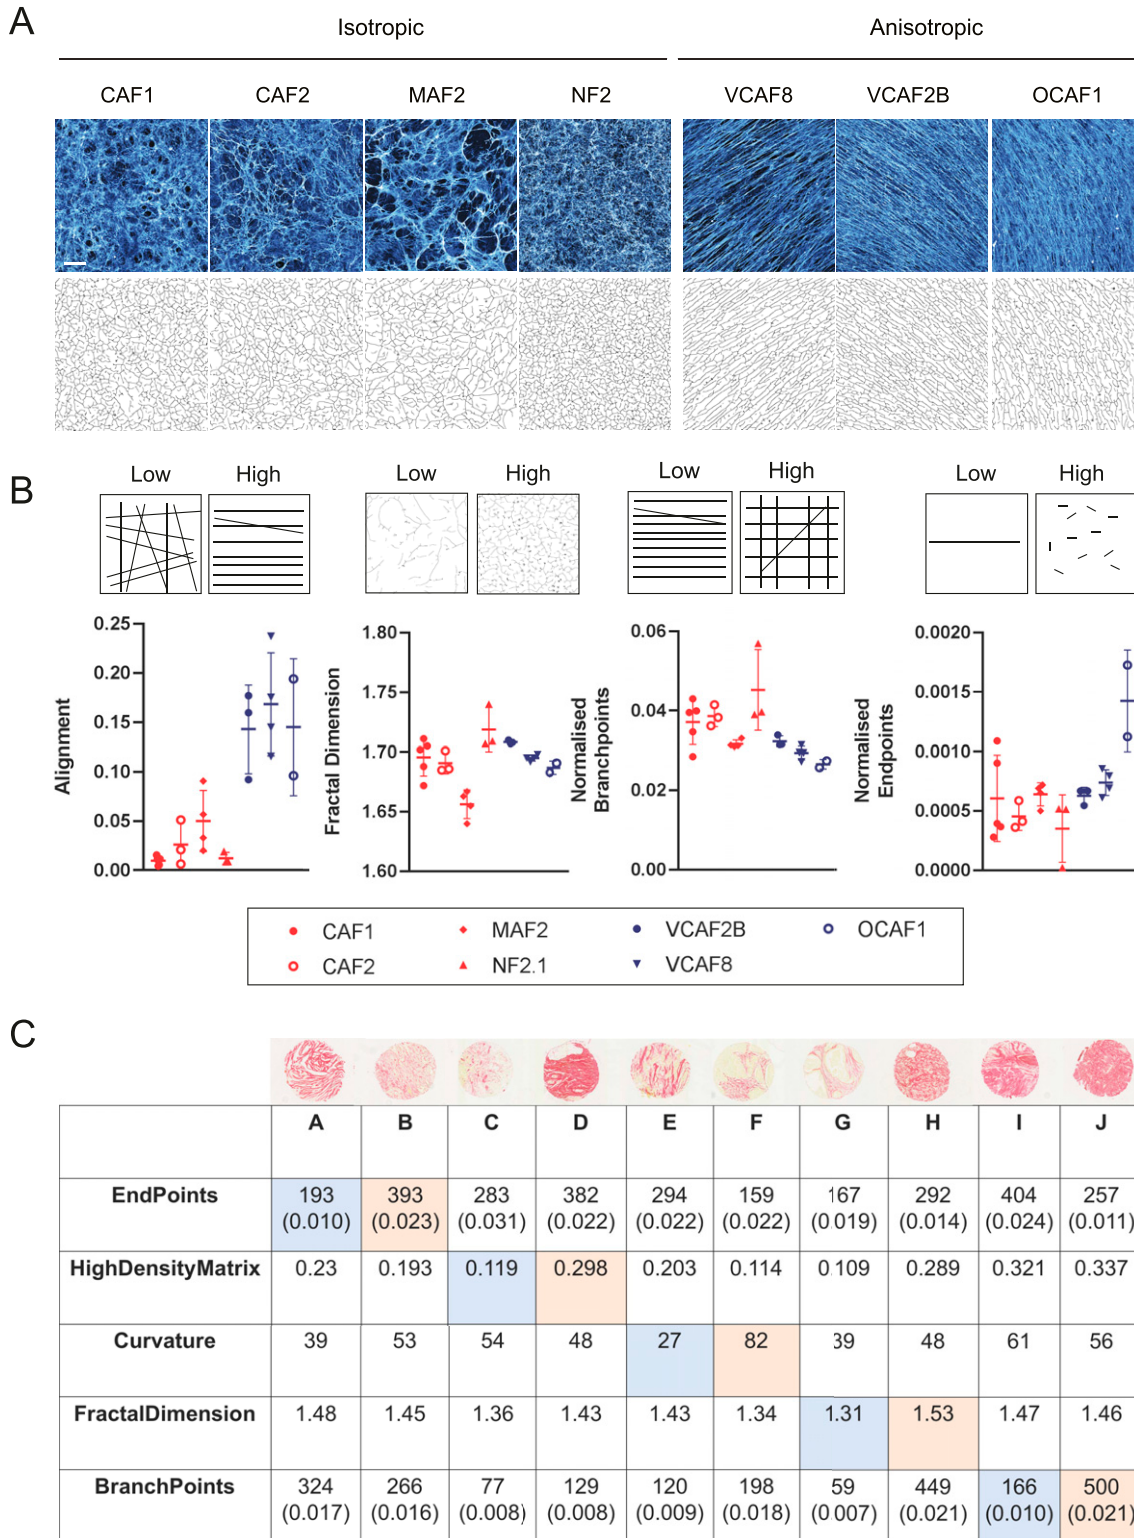 A
Isotropic
Anisotropic
CAF1 CAF2 MAF2 NF2 VCAF8 VCAF2B OCAF1
B
Low High Low High Low High Low High
Alignment
0.25
0.20
0.15
0.10
0.05
0.00
Fractal Dimension
1.80
1.75
1.70
1.65
1.60
Normalised
Branchpoints
0.06
0.04
0.02
0.00
Normalised
Endpoints
0.0020
0.0015
0.0010
0.0005
0.0000
CAF1 MAF2 VCAF2B OCAF1
CAF2 NF2.1 VCAF8
C
A B C D E F G H I J
EndPoints 193 393 283 382 294 159 167 292 404 257
(0.010) (0.023) (0.031) (0.022) (0.022) (0.022) (0.019) (0.014) (0.024) (0.011)
HighDensityMatrix 0.23 0.193 0.119 0.298 0.203 0.114 0.109 0.289 0.321 0.337
Curvature 39 53 54 48 27 82 39 48 61 56
FractalDimension 1.48 1.45 1.36 1.43 1.43 1.34 1.31 1.53 1.47 1.46
BranchPoints 324 266 77 129 120 198 59 449 166 500
(0.017) (0.016) (0.008) (0.008) (0.009) (0.018) (0.007) (0.021) (0.010) (0.021)